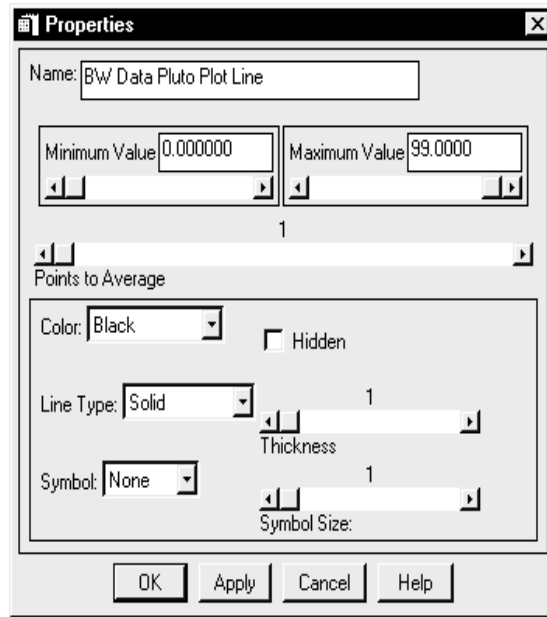 Properties
Name: BW Data Pluto Plot Line
Minimum Value 0.000000 Maximum Value 99.0000
1
Points to Average
Color: Black Hidden
Line Type: Solid 1
Thickness
Symbol: None 1
Symbol Size:
OK Apply Cancel Help